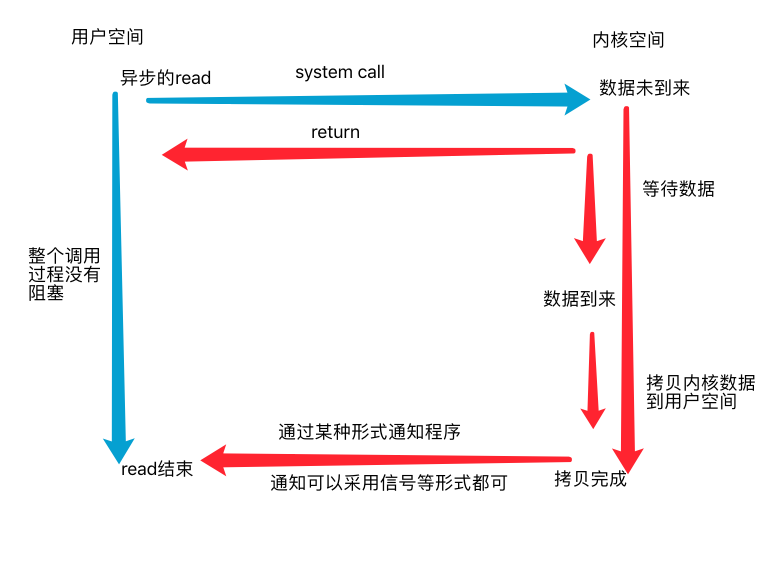 用户空间
内核空间
异步的read
system call
数据未到来
return
等待数据
整个调用
过程没有
阻塞
数据到来
拷贝内核数据
到用户空间
通过某种形式通知程序
read结束
通知可以采用信号等形式都可
拷贝完成